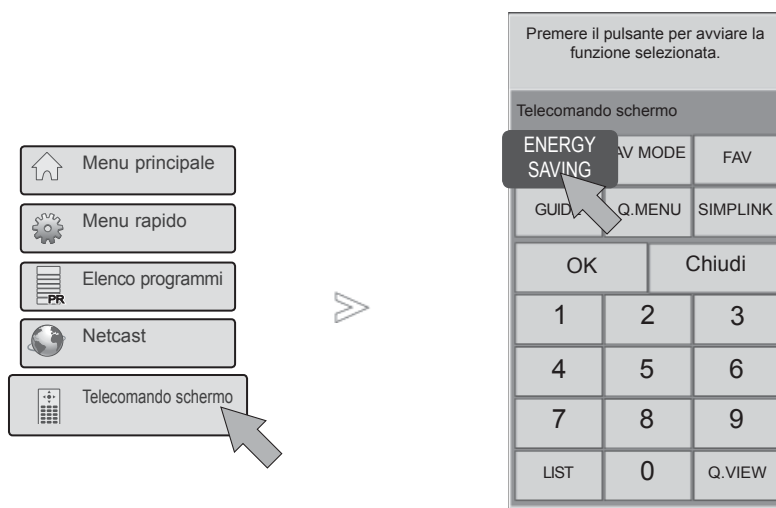 Menu principale
Menu rapido
Elenco programmi
PR
Netcast
Telecomando schermo
Premere il pulsante per avviare la
funzione selezionata.
Telecomando schermo
ENERGY
SAVING
AV MODE
FAV
Q.MENU
SIMPLINK
OK
Chiudi
1
2
3
4
5
6
7
8
9
LIST
0
Q.VIEW